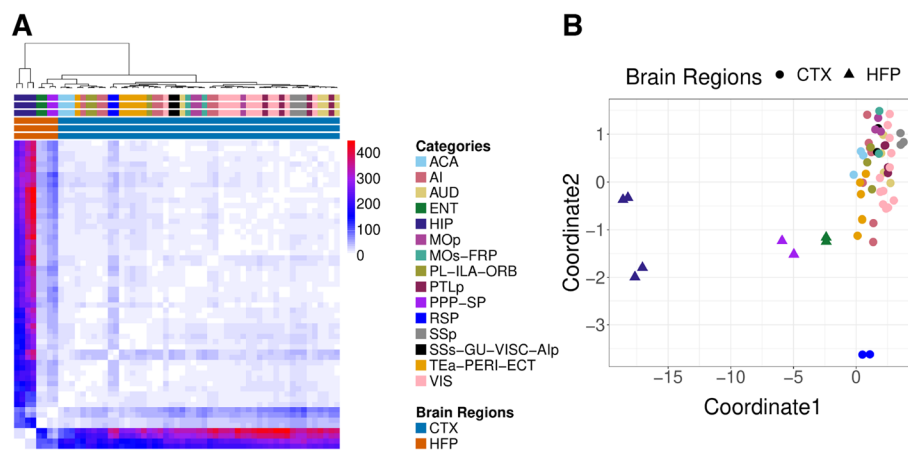 A
B
Brain Regions CTX HFP
400
300
200
100
0
Categories
ACA
AI
AUD
ENT
HIP
MOp
MOs−FRP
PL−ILA−ORB
PTLp
PPP−SP
RSP
SSp
SSs−GU−VISC−AIp
TEa−PERI−ECT
VIS
Brain Regions
CTX
HFP
Coordinate2
1
0
−1
−2
−3
−15
−10
−5
0
Coordinate1